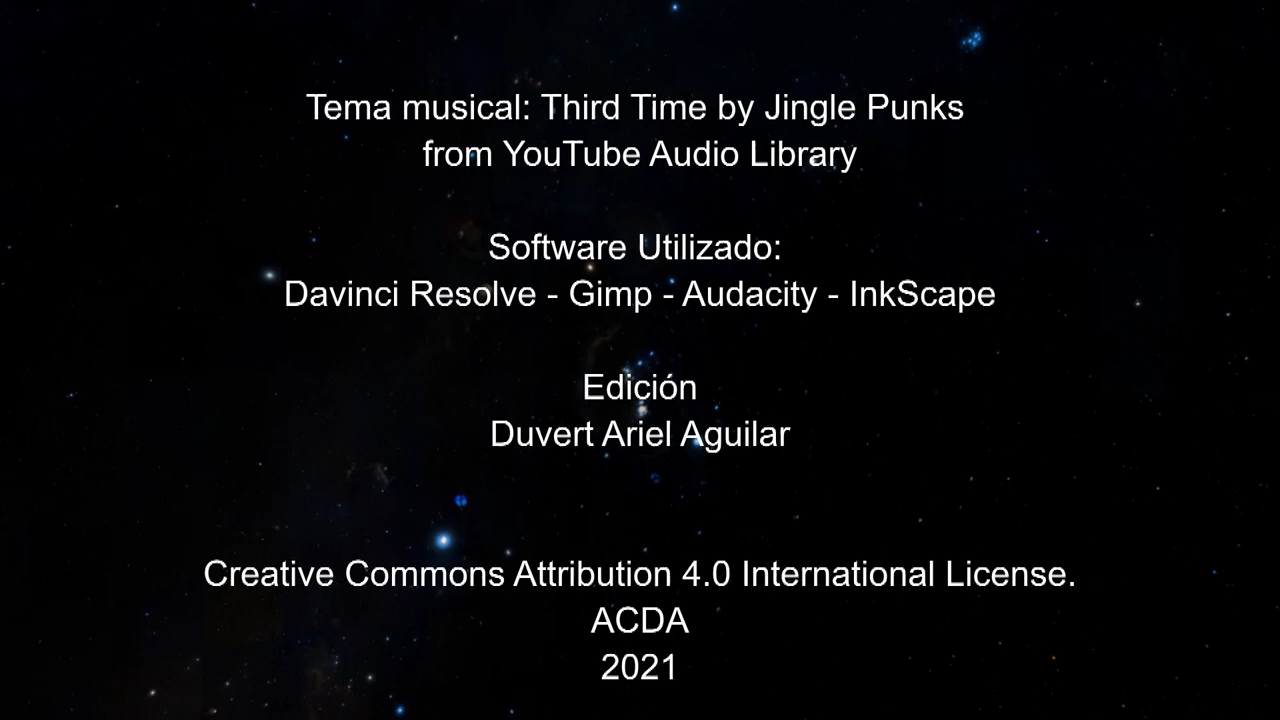 Tema musical: Third Time by Jingle Punks
from YouTube Audio Library
Software Utilizado:
Davinci Resolve - Gimp - Audacity - InkScape
Edición
Duvert Ariel Aguilar
Creative Commons Attribution 4.0 International License.
ACDA
2021